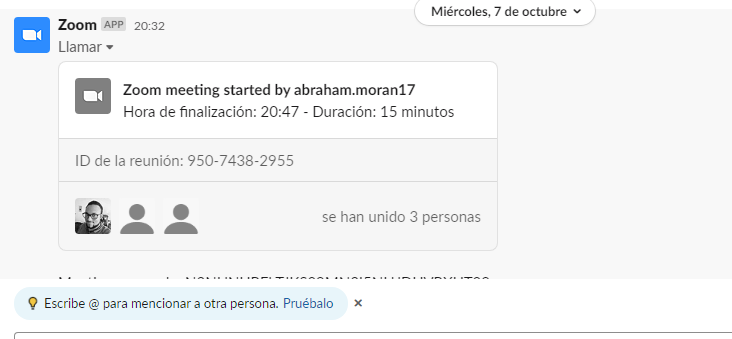 Miércoles, 7 de octubre
Zoom APP 20:32
Llamar
Zoom meeting started by abraham.moran17
Hora de finalización: 20:47 - Duración: 15 minutos
ID de la reunión: 950-7438-2955
se han unido 3 personas
Escribe @ para mencionar a otra persona. Pruébalo ×